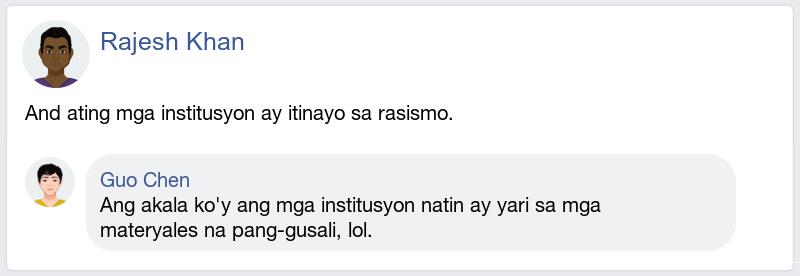 Rajesh Khan
And ating mga institusyon ay itinayo sa rasismo.
Guo Chen
Ang akala ko'y ang mga institusyon natin ay yari sa mga
materyales na pang-gusali, lol.